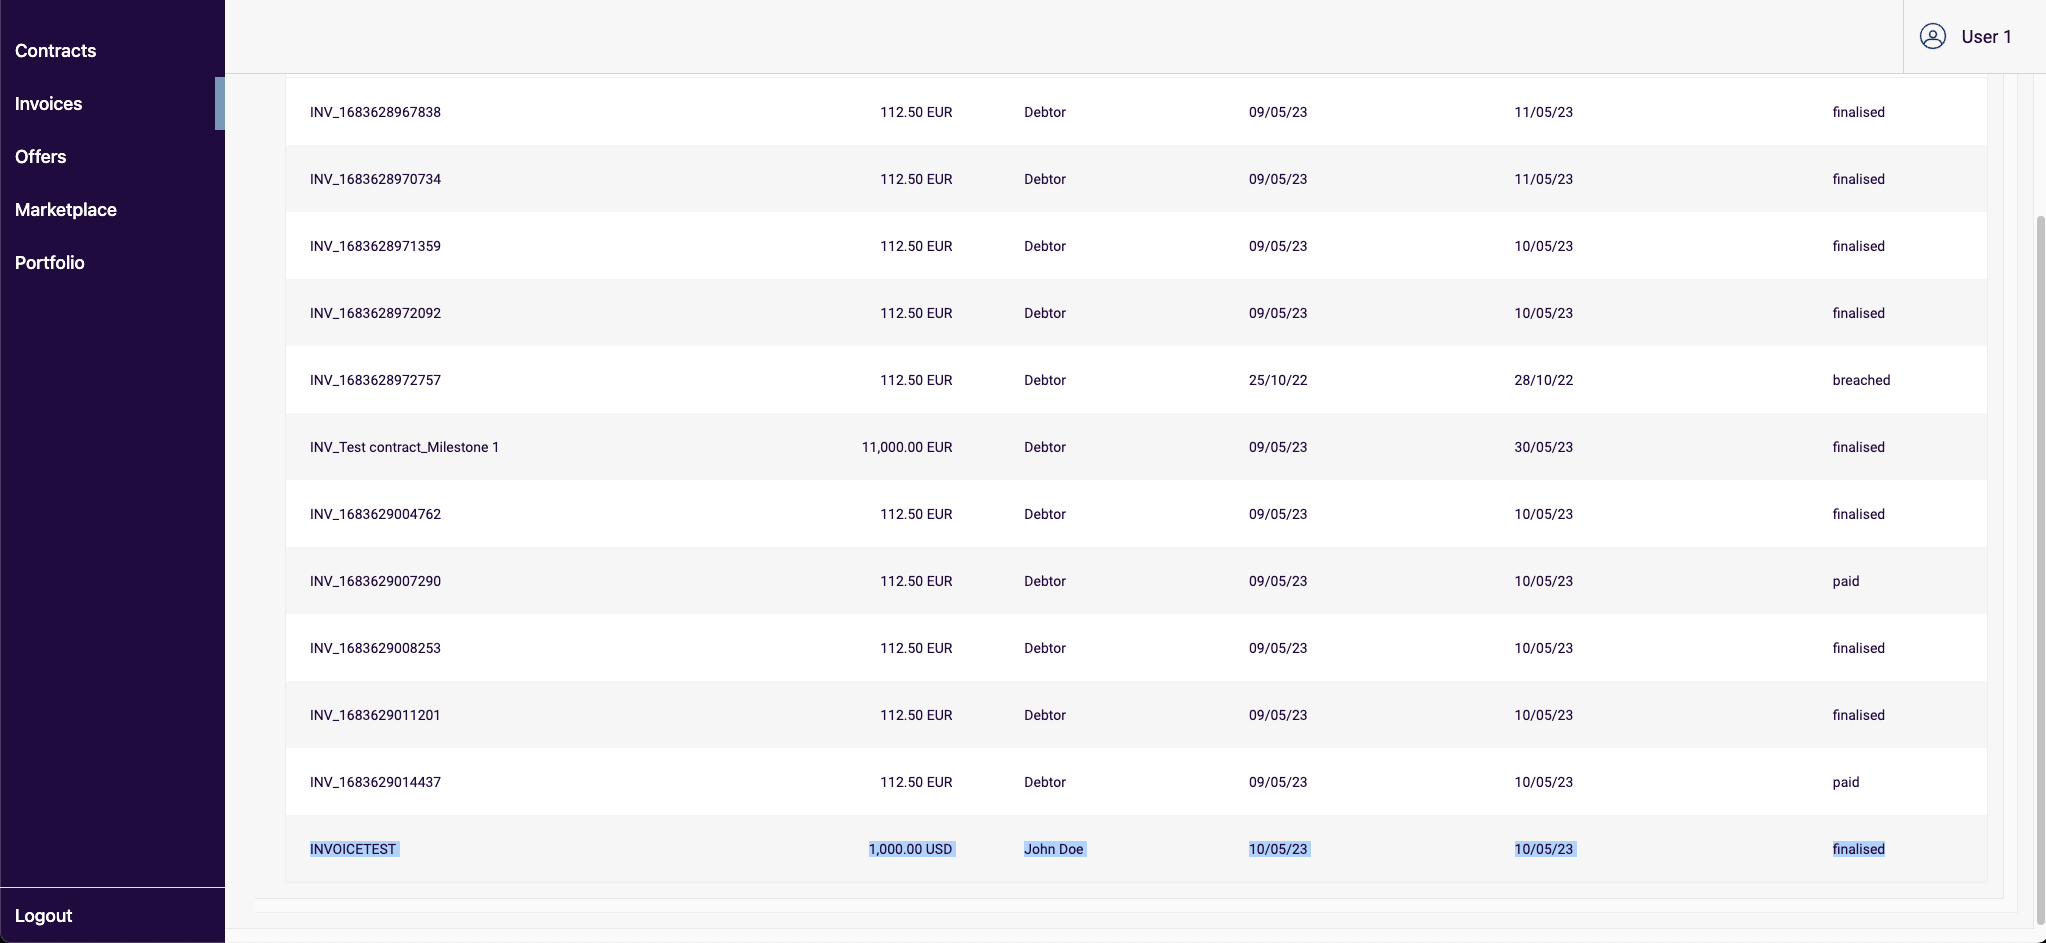 Contracts
Invoices
Offers
Marketplace
Portfolio
Logout
User 1
INV_1683628967838 112.50 EUR Debtor 09/05/23 11/05/23 finalised
INV_1683628970734 112.50 EUR Debtor 09/05/23 11/05/23 finalised
INV_1683628971359 112.50 EUR Debtor 09/05/23 10/05/23 finalised
INV_1683628972092 112.50 EUR Debtor 09/05/23 10/05/23 finalised
INV_1683628972757 112.50 EUR Debtor 25/10/22 28/10/22 breached
INV_Test contract_Milestone 1 11,000.00 EUR Debtor 09/05/23 30/05/23 finalised
INV_1683629004762 112.50 EUR Debtor 09/05/23 10/05/23 finalised
INV_1683629007290 112.50 EUR Debtor 09/05/23 10/05/23 paid
INV_1683629008253 112.50 EUR Debtor 09/05/23 10/05/23 finalised
INV_1683629011201 112.50 EUR Debtor 09/05/23 10/05/23 finalised
INV_1683629014437 112.50 EUR Debtor 09/05/23 10/05/23 paid
INVOICETEST 1,000.00 USD John Doe 10/05/23 10/05/23 finalised